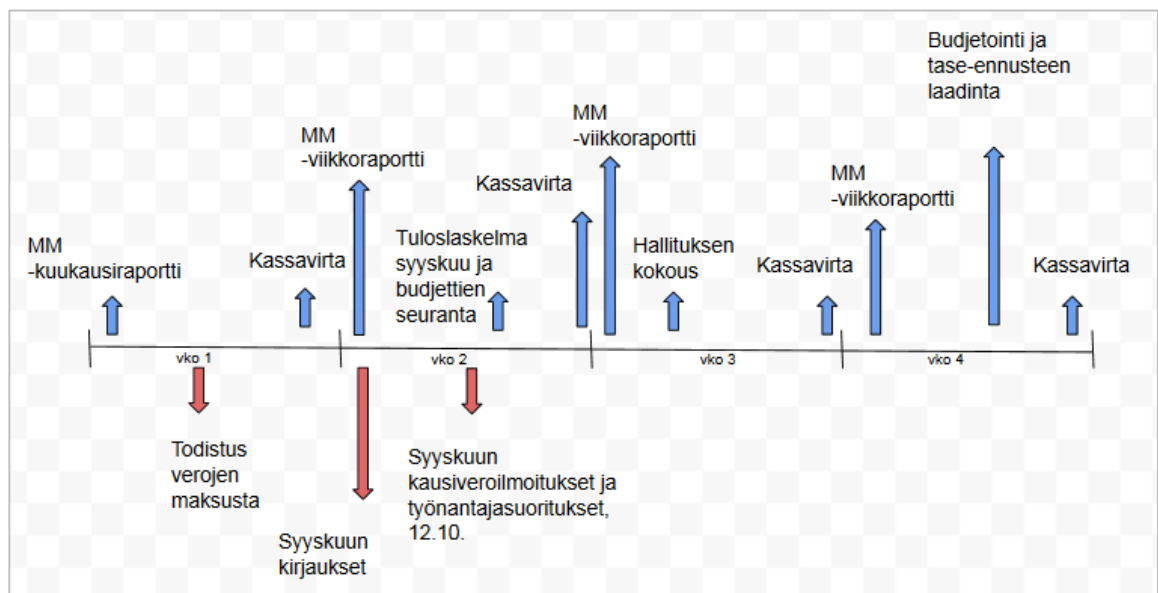 Budjetointi ja
tase-ennusteen
laadinta
MM
-viikkoraportti
MM
-viikkoraportti
MM
-viikkoraportti
Kassavirta
MM
-kuukausiraportti
Kassavirta
Tuloslaskelma
syyskuu ja
budjettien
seuranta
Hallituksen
kokous
Kassavirta
Kassavirta
vko 1
vko 2
vko 3
vko 4
Todistus
verojen
maksusta
Syyskuun
kirjaukset
Syyskuun
kausiveroilmoitukset ja
työnantajasuoritukset,
12.10.